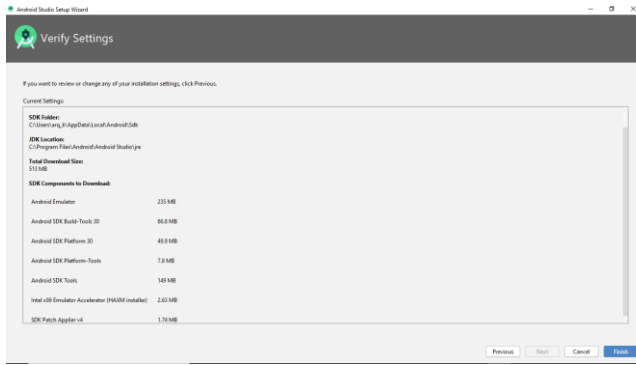 Android Studio Setup Wizard
Verify Settings
If you want to review or change any of your installation settings, click Previous.
Current Settings:
SDK Folder:
C:\Users\arq_li\AppData\Local\Android\Sdk
JDK Location:
C:\Program Files\Android\Android Studio\jre
Total Download Size:
513 MB
SDK Components to Download:
Android Emulator 235 MB
Android SDK Build-Tools 30 66.8 MB
Android SDK Platform 30 49.9 MB
Android SDK Platform-Tools 7.8 MB
Android SDK Tools 149 MB
Intel x86 Emulator Accelerator (HAXM installer) 2.63 MB
SDK Patch Applier v4 1.74 MB
Previous Next Cancel Finish